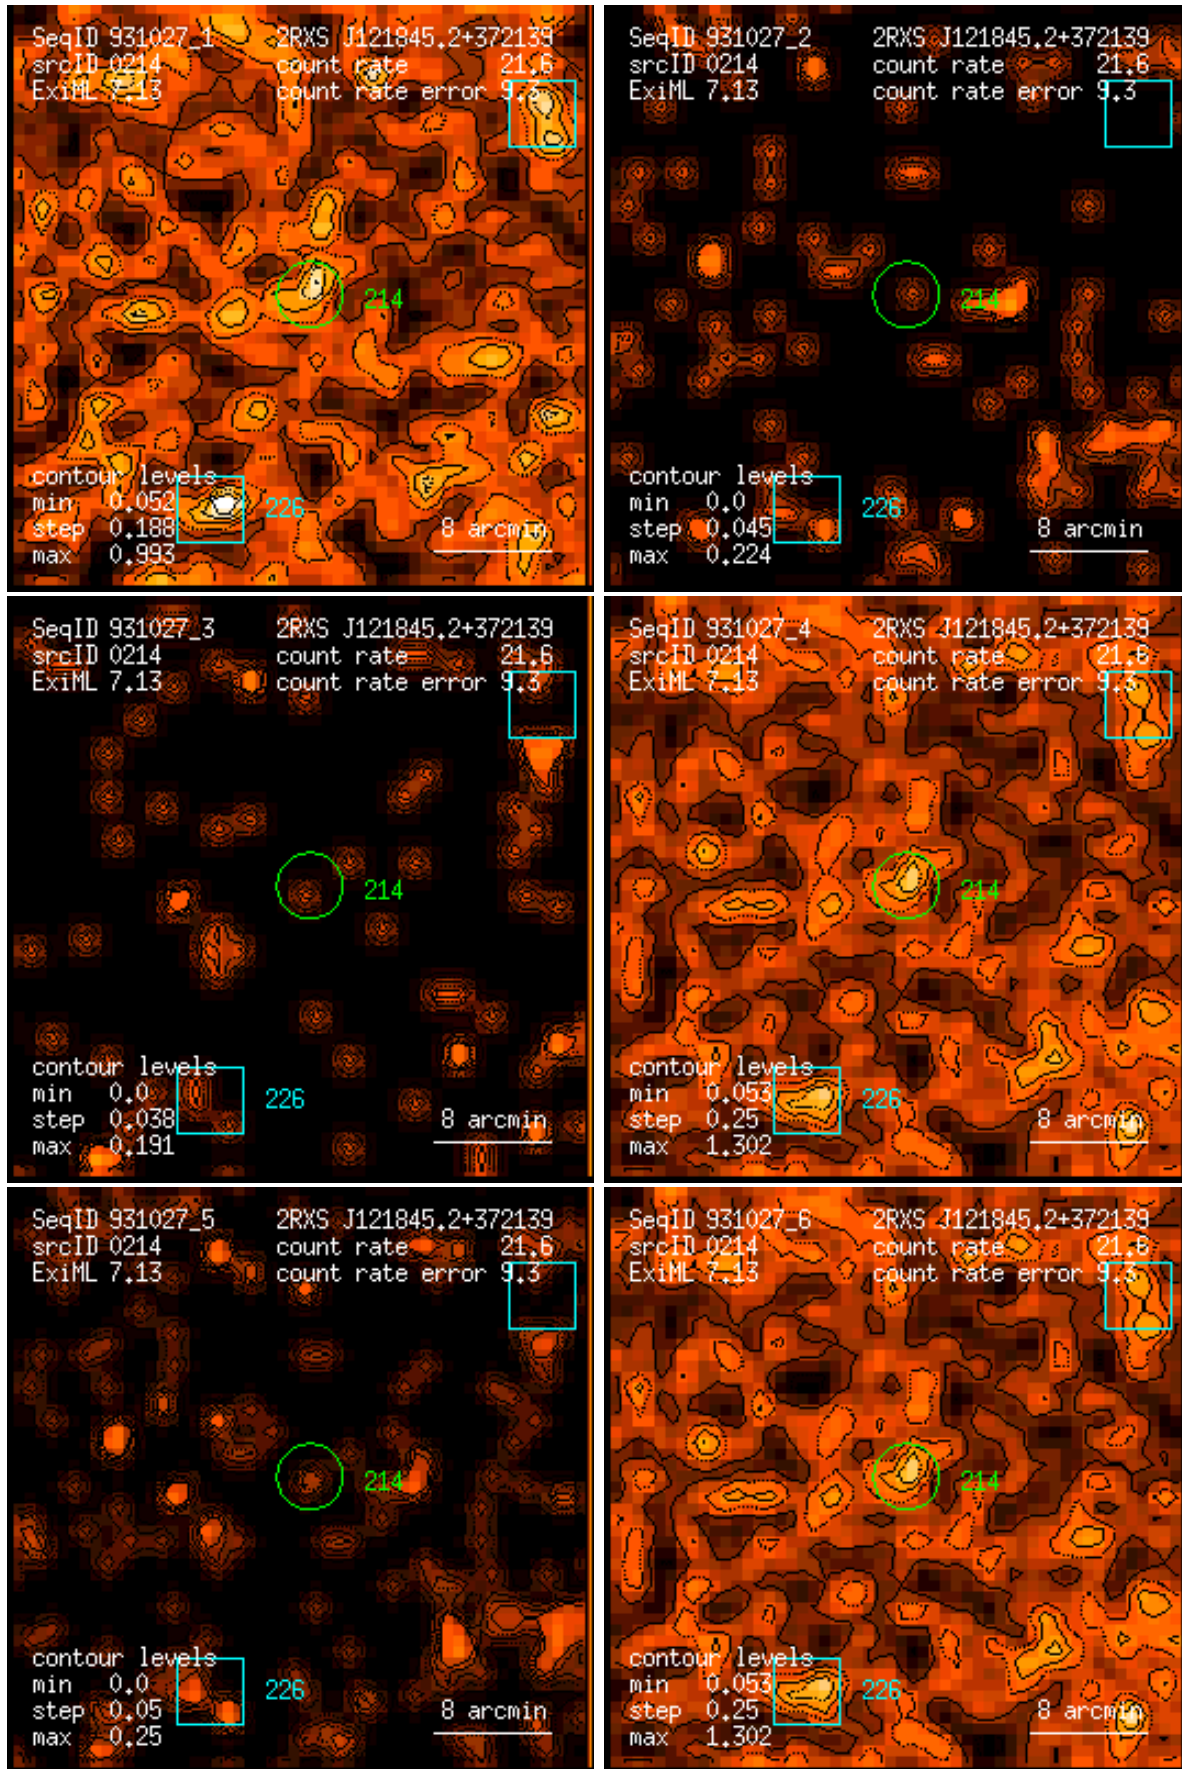 SeqID 931027_1 2RXS J121845.2+372139
srcID 0214 count rate 21.6
ExiML 7.13 count rate error 9.3
214
contour levels
min 0.052
226
step 0.188
8 arcmin
max 0.993
SeqID 931027_2 2RXS J121845.2+372139
srcID 0214 count rate 21.6
ExiML 7.13 count rate error 9.3
214
contour levels
min 0.0
226
step 0.045
8 arcmin
max 0.224
SeqID 931027_3 2RXS J121845.2+372139
srcID 0214 count rate 21.6
ExiML 7.13 count rate error 9.3
214
contour levels
min 0.0
226
step 0.038
8 arcmin
max 0.191
SeqID 931027_4 2RXS J121845.2+372139
srcID 0214 count rate 21.6
ExiML 7.13 count rate error 9.3
214
contour levels
min 0.053
226
step 0.25
8 arcmin
max 1.302
SeqID 931027_5 2RXS J121845.2+372139
srcID 0214 count rate 21.6
ExiML 7.13 count rate error 9.3
214
contour levels
min 0.0
226
step 0.05
8 arcmin
max 0.25
SeqID 931027_6 2RXS J121845.2+372139
srcID 0214 count rate 21.6
ExiML 7.13 count rate error 9.3
214
contour levels
min 0.053
226
step 0.25
8 arcmin
max 1.302